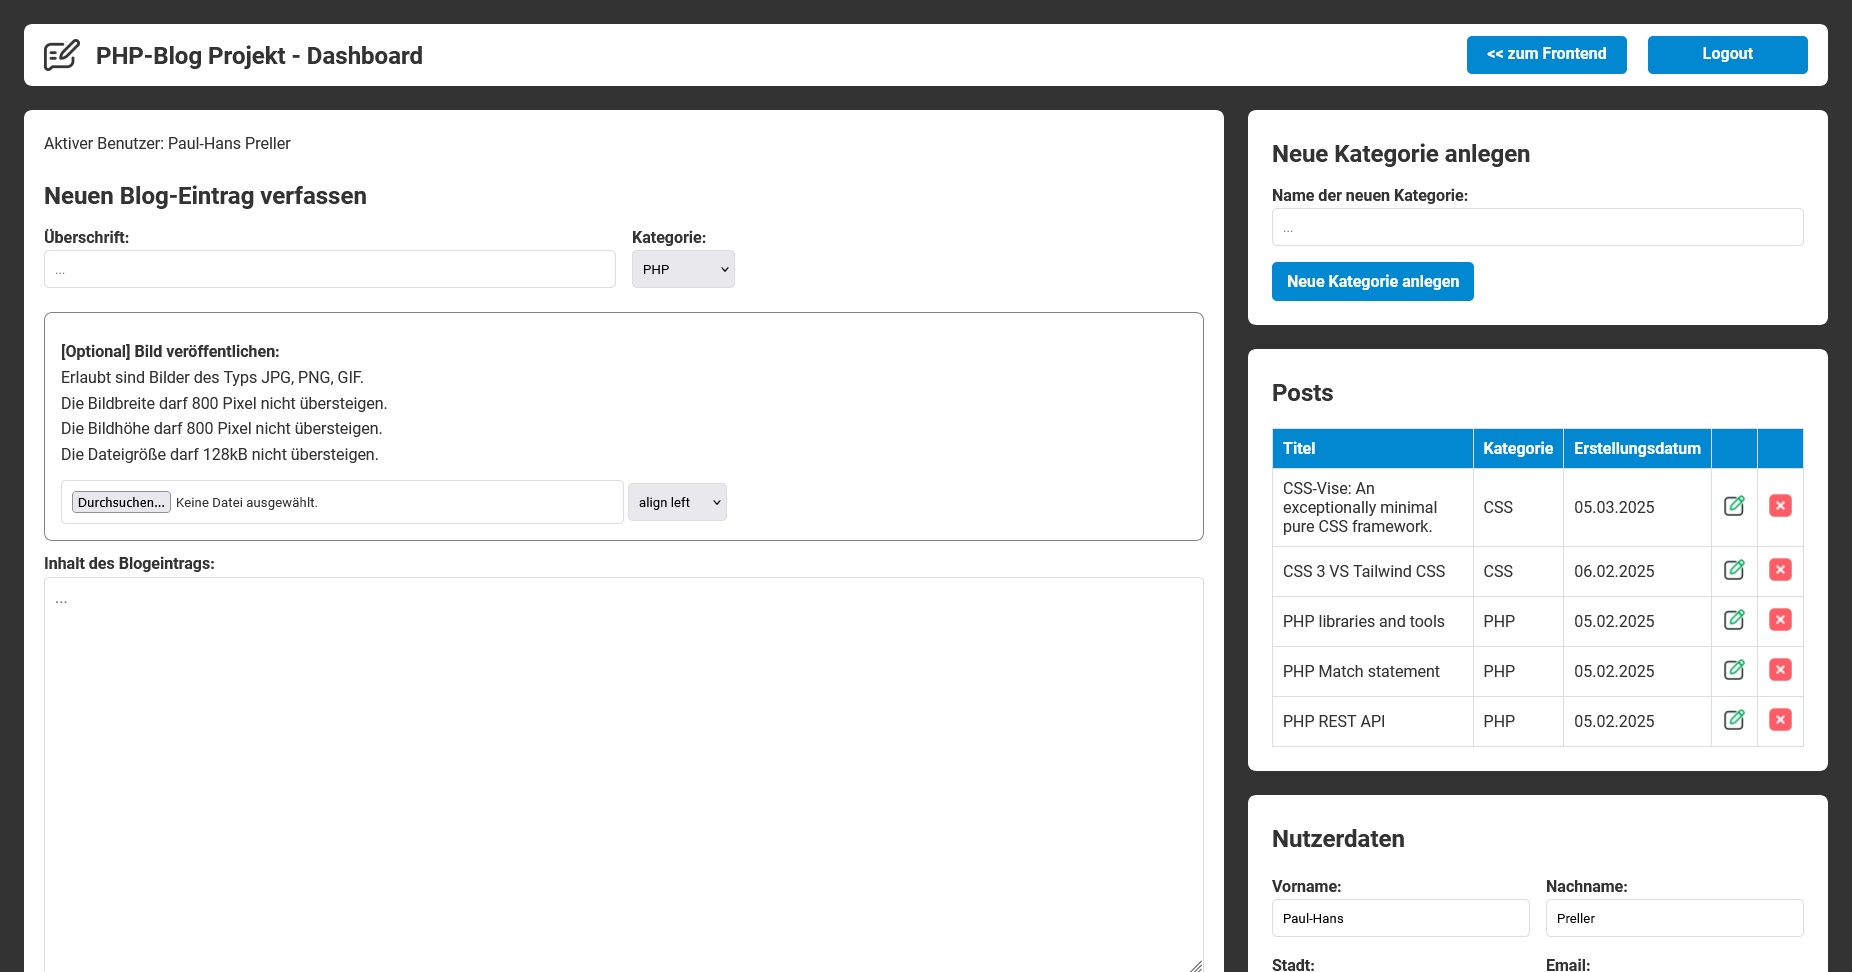 PHP-Blog Projekt - Dashboard
<< zum Frontend
Logout
Aktiver Benutzer: Paul-Hans Preller
Neuen Blog-Eintrag verfassen
Überschrift:
Kategorie:
...
PHP
[Optional] Bild veröffentlichen:
Erlaubt sind Bilder des Typs JPG, PNG, GIF.
Die Bildbreite darf 800 Pixel nicht übersteigen.
Die Bildhöhe darf 800 Pixel nicht übersteigen.
Die Dateigröße darf 128kB nicht übersteigen.
Durchsuchen... Keine Datei ausgewählt.
align left
Inhalt des Blogeintrags:
...
Neue Kategorie anlegen
Name der neuen Kategorie:
...
Neue Kategorie anlegen
Posts
Titel Kategorie Erstellungsdatum
CSS-Vise: An
exceptionally minimal
pure CSS framework.
CSS
05.03.2025
CSS 3 VS Tailwind CSS CSS 06.02.2025
PHP libraries and tools PHP 05.02.2025
PHP Match statement PHP 05.02.2025
PHP REST API PHP 05.02.2025
Nutzerdaten
Vorname:
Nachname:
Paul-Hans
Preller
Stadt:
Email: